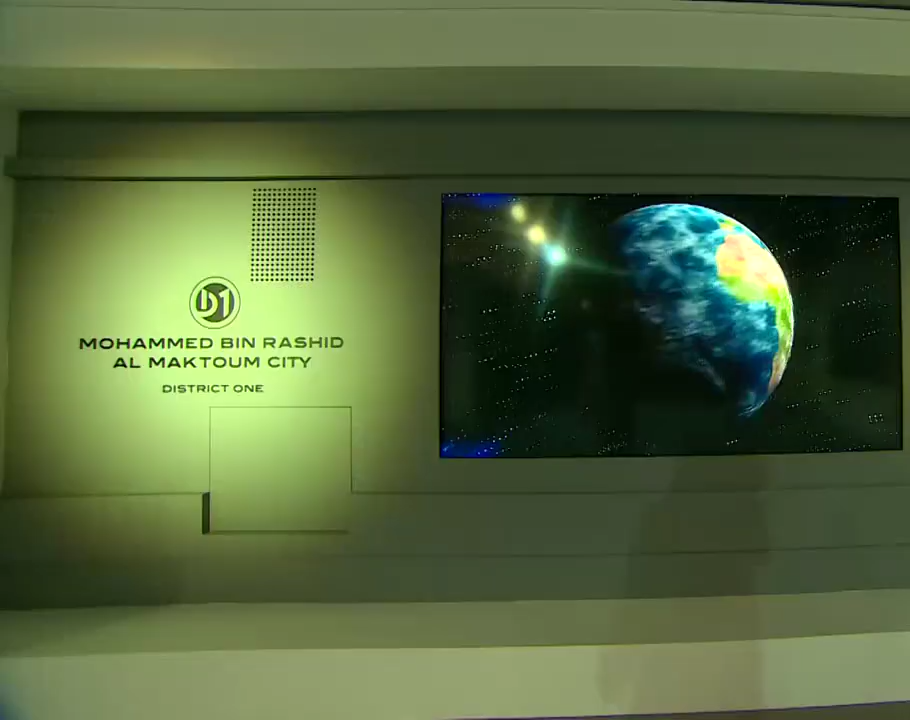 D1
MOHAMMED BIN RASHID
AL MAKTOUM CITY
DISTRICT ONE